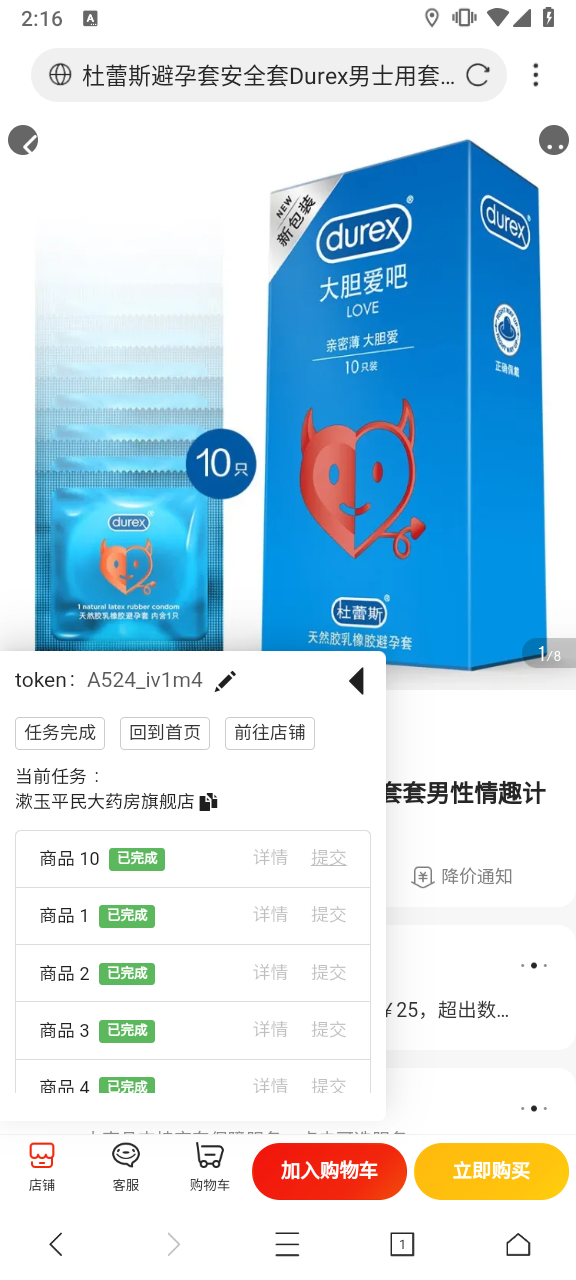 2:16
A
杜蕾斯避孕套安全套Durex男士用套...
NEW
新包装
durex
durex
大胆爱吧
LOVE
亲密薄 大胆爱
10只装
正确佩戴
10只
durex
1 natural latex rubber condom
天然胶乳橡胶避孕套 内含1只
杜蕾斯
天然胶乳橡胶避孕套
1/8
token: A524_iv1m4
任务完成 回到首页 前往店铺
当前任务：
漱玉平民大药房旗舰店
套套男性情趣计
商品 10 已完成 详情 提交
降价通知
商品 1 已完成 详情 提交
商品 2 已完成 详情 提交
¥25，超出数...
商品 3 已完成 详情 提交
商品 4 已完成 详情 提交
店铺 客服 购物车 加入购物车 立即购买
1